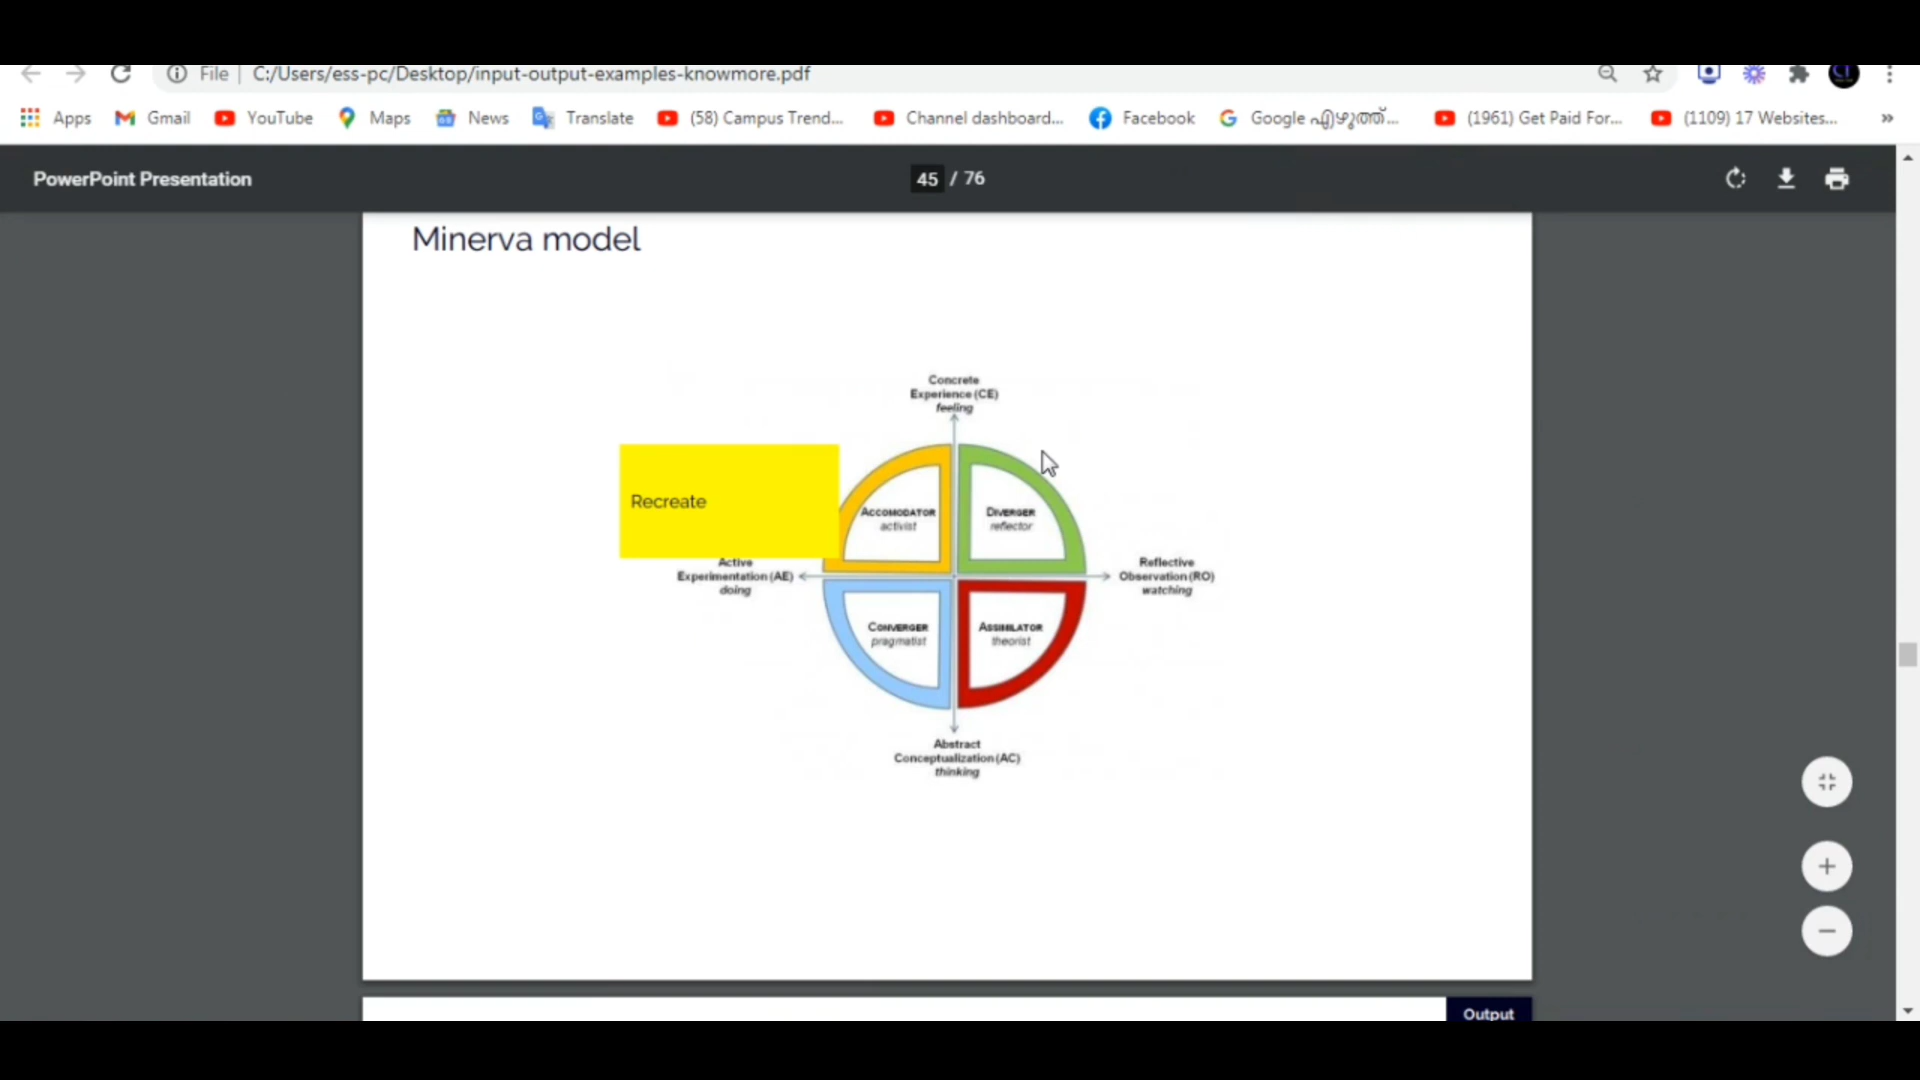 File | C:/Users/ess-pc/Desktop/input-output-examples-knowmore.pdf
Apps Gmail YouTube Maps News Translate (58) Campus Trend... Channel dashboard... Facebook Google എഴുത്ത്... (1961) Get Paid For... (1109) 17 Websites... »
PowerPoint Presentation 45 / 76
Minerva model
Concrete
Experience (CE)
feeling
Recreate
ACCOMODATOR
activist
DIVERGER
reflector
Active
Experimentation (AE)
doing
Reflective
Observation (RO)
watching
CONVERGER
pragmatist
ASSIMILATOR
theorist
Abstract
Conceptualization (AC)
thinking
Output